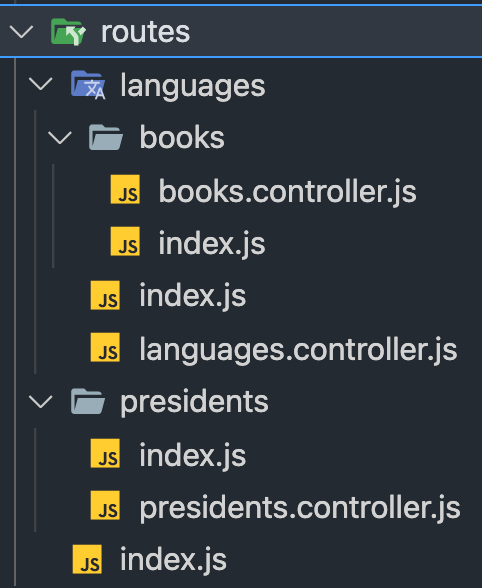 routes
languages
books
JS books.controller.js
JS index.js
JS index.js
JS languages.controller.js
presidents
JS index.js
JS presidents.controller.js
JS index.js